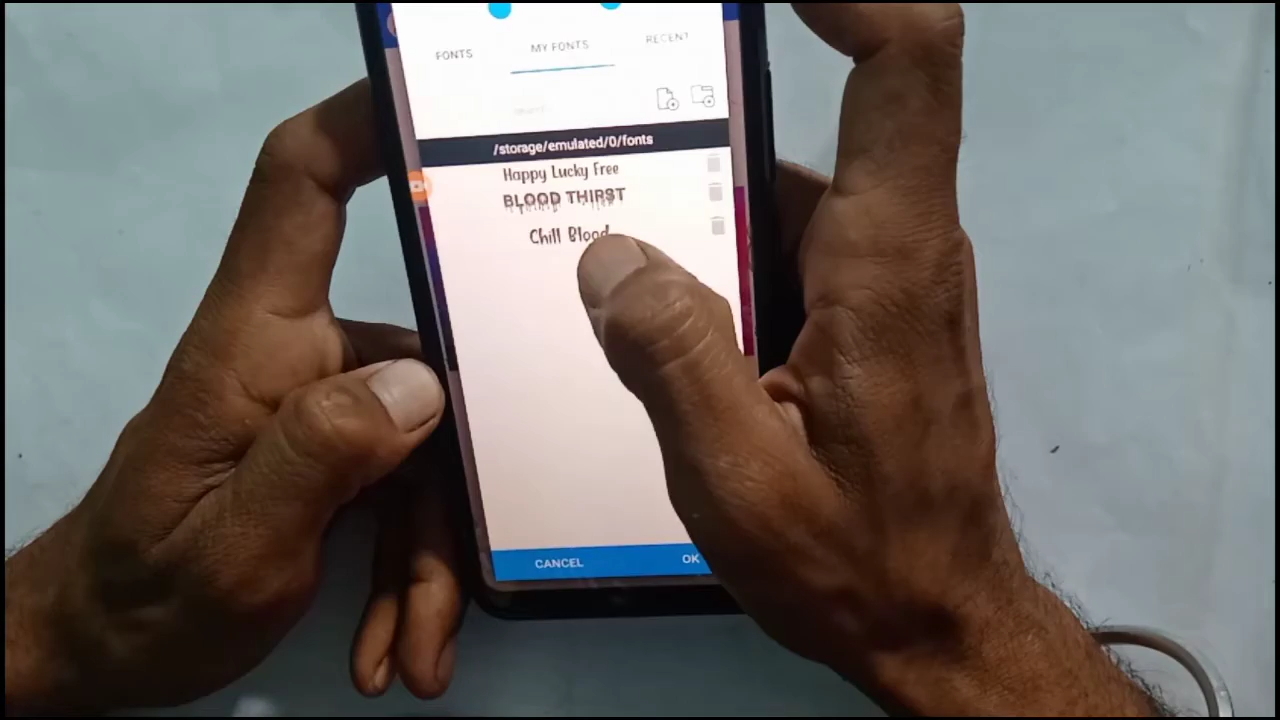 FONTS
MY FONTS
RECENT
/storage/emulated/0/fonts
Happy Lucky Free
BLOOD THIRST
Chill Blood
CANCEL
OK